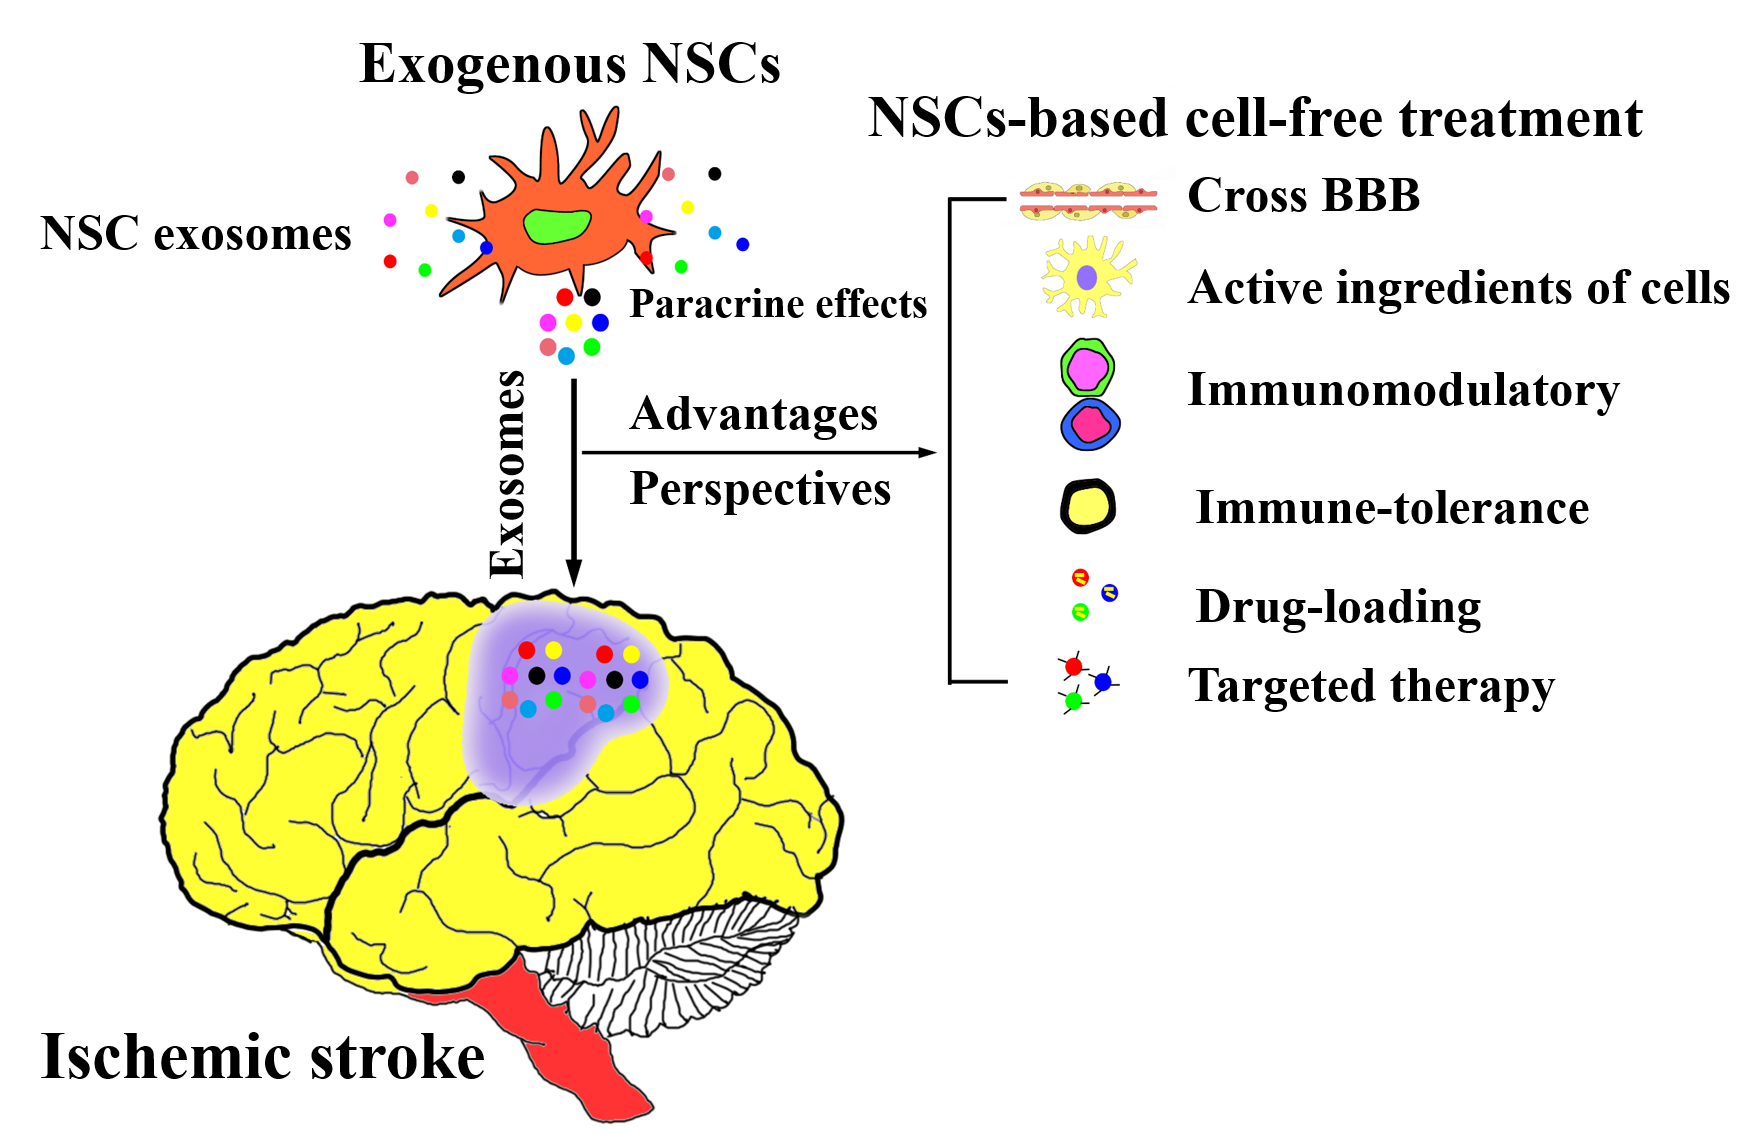 Exogenous NSCs
NSC exosomes
Paracrine effects
Exosomes
Advantages
Perspectives
NSCs-based cell-free treatment
Cross BBB
Active ingredients of cells
Immunomodulatory
Immune-tolerance
Drug-loading
Targeted therapy
Ischemic stroke